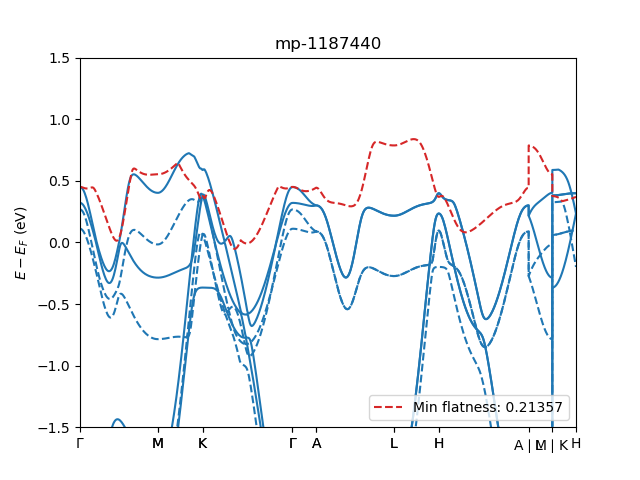 mp-1187440
E − E_F (eV)
1.5
1.0
0.5
0.0
−0.5
−1.0
−1.5
Min flatness: 0.21357
Γ M K Γ A L H A | L M | K H